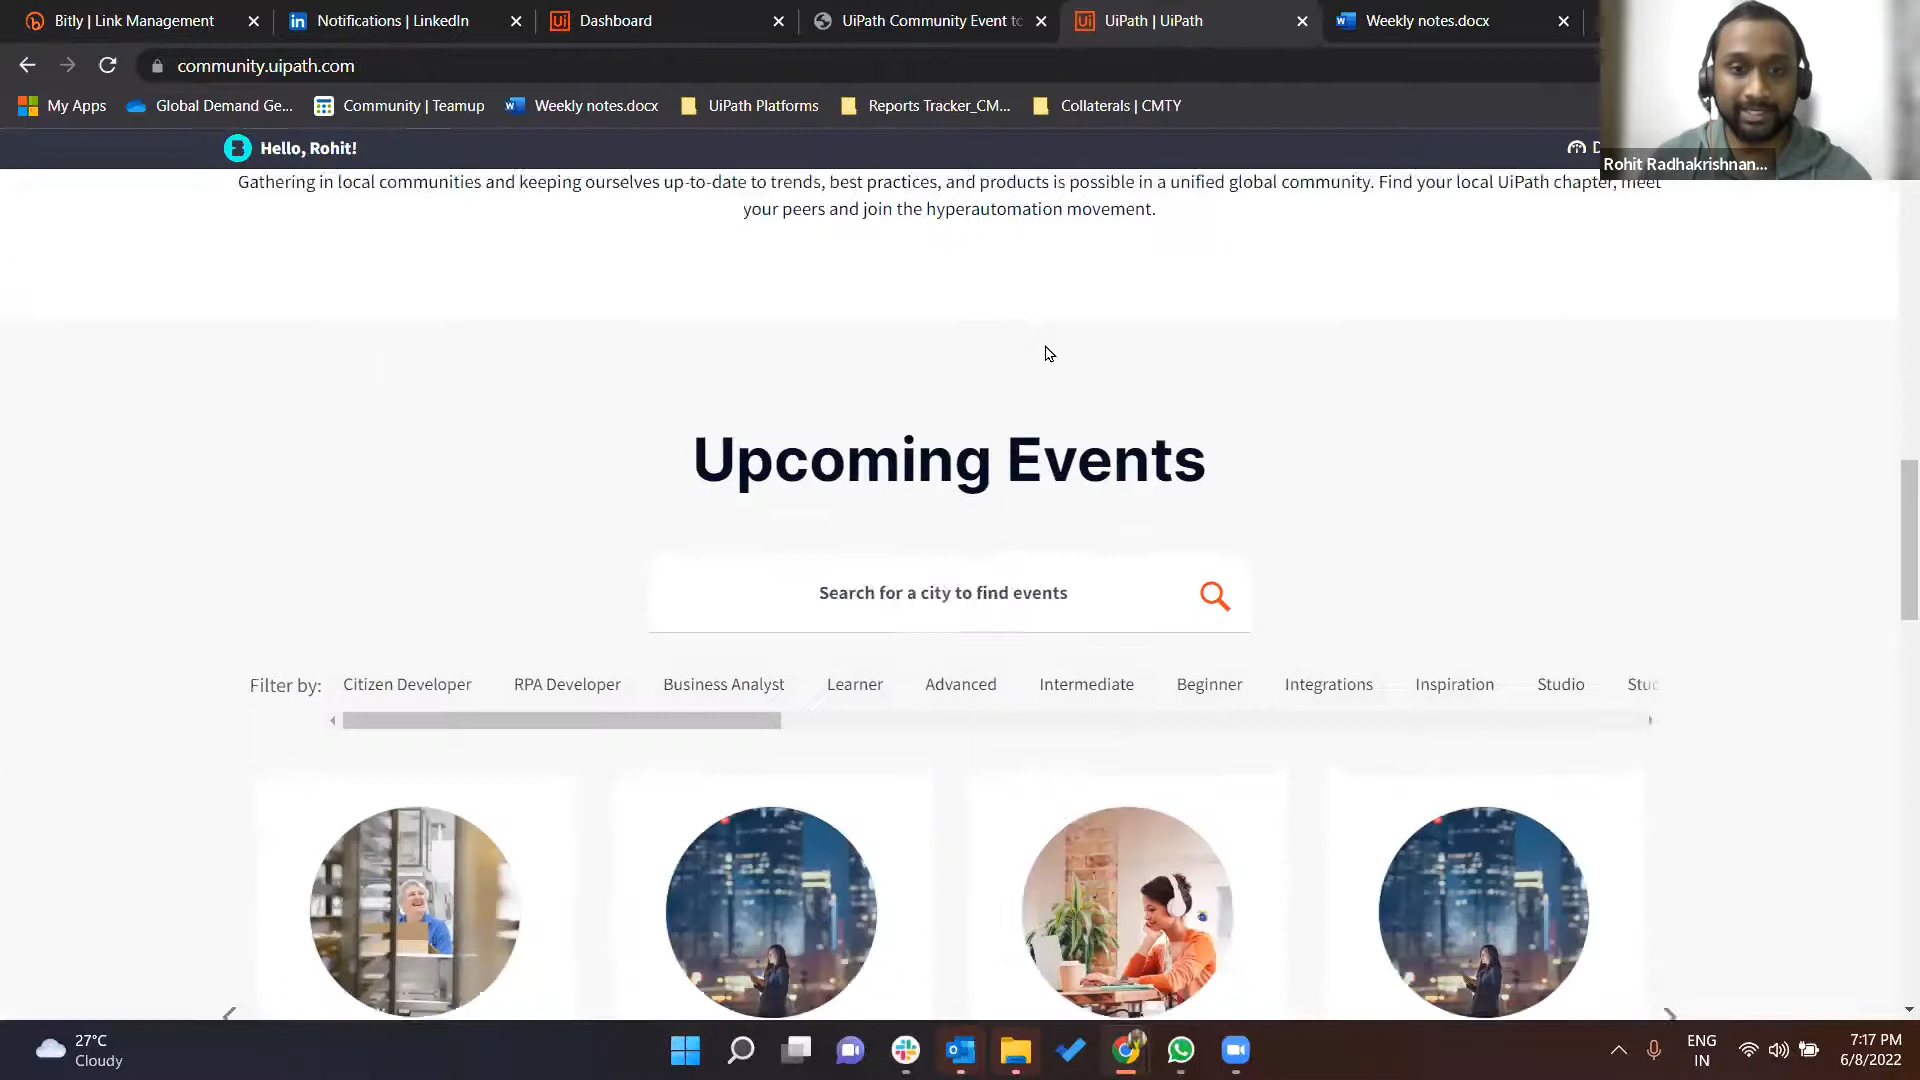 Bitly | Link Management
Notifications | LinkedIn
Dashboard
UiPath Community Event to
UiPath | UiPath
Weekly notes.docx
community.uipath.com
My Apps
Global Demand Ge...
Community | Teamup
Weekly notes.docx
UiPath Platforms
Reports Tracker_CM...
Collaterals | CMTY
Hello, Rohit!
D
Rohit Radhakrishnan...
Gathering in local communities and keeping ourselves up-to-date to trends, best practices, and products is possible in a unified global community. Find your local UiPath chapter, meet
your peers and join the hyperautomation movement.
Upcoming Events
Search for a city to find events
Filter by:
Citizen Developer
RPA Developer
Business Analyst
Learner
Advanced
Intermediate
Beginner
Integrations
Inspiration
Studio
Stuc
27°C
Cloudy
ENG
IN
7:17 PM
6/8/2022